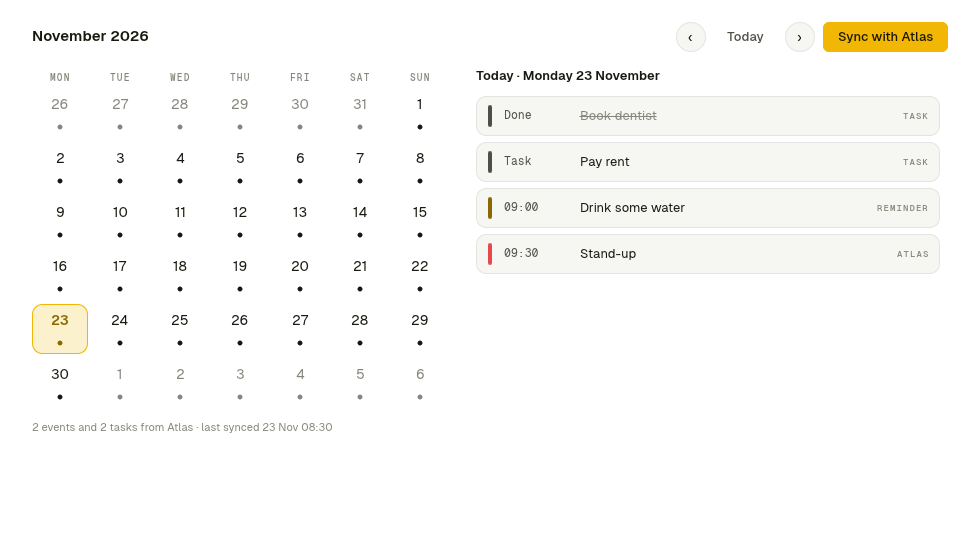 November 2026
‹ Today › Sync with Atlas
MON TUE WED THU FRI SAT SUN
26 27 28 29 30 31 1
2 3 4 5 6 7 8
9 10 11 12 13 14 15
16 17 18 19 20 21 22
23 24 25 26 27 28 29
30 1 2 3 4 5 6
2 events and 2 tasks from Atlas · last synced 23 Nov 08:30
Today · Monday 23 November
Done Book dentist TASK
Task Pay rent TASK
09:00 Drink some water REMINDER
09:30 Stand-up ATLAS